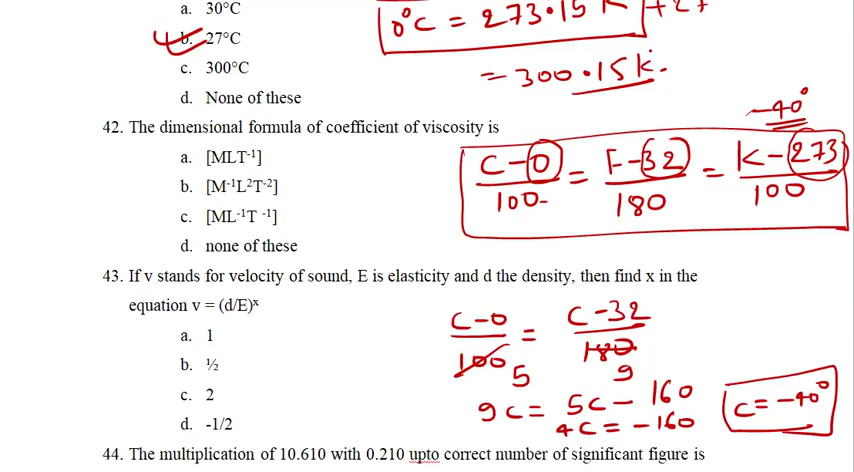 a. 30°C
0°C = 273.15 K + 27
b. 27°C
c. 300°C
= 300.15 K.
d. None of these
-40°
42. The dimensional formula of coefficient of viscosity is
a. [MLT⁻¹]
b. [M⁻¹L²T⁻²]
c. [ML⁻¹T ⁻¹]
d. none of these
C-0/100 = F-32/180 = K-273/100
43. If v stands for velocity of sound, E is elasticity and d the density, then find x in the
equation v = (d/E)ˣ
a. 1
b. ½
c. 2
d. -1/2
C-0/100 = C-32/180
5 9
9C = 5C - 160
4C = -160
C = -40°
44. The multiplication of 10.610 with 0.210 upto correct number of significant figure is